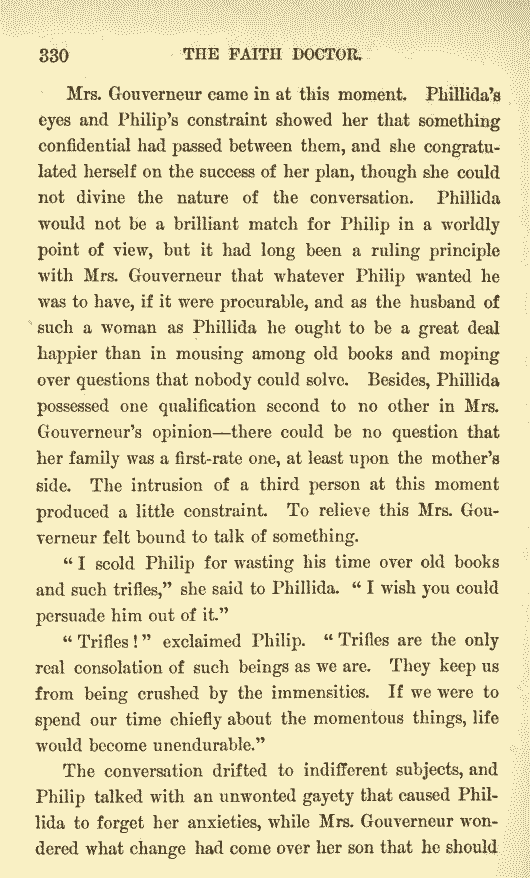 330 THE FAITH DOCTOR.
Mrs. Gouverneur came in at this moment. Phillida's
eyes and Philip's constraint showed her that something
confidential had passed between them, and she congratu-
lated herself on the success of her plan, though she could
not divine the nature of the conversation. Phillida
would not be a brilliant match for Philip in a worldly
point of view, but it had long been a ruling principle
with Mrs. Gouverneur that whatever Philip wanted he
was to have, if it were procurable, and as the husband of
such a woman as Phillida he ought to be a great deal
happier than in mousing among old books and moping
over questions that nobody could solve. Besides, Phillida
possessed one qualification second to no other in Mrs.
Gouverneur's opinion—there could be no question that
her family was a first-rate one, at least upon the mother's
side. The intrusion of a third person at this moment
produced a little constraint. To relieve this Mrs. Gou-
verneur felt bound to talk of something.
“I scold Philip for wasting his time over old books
and such trifles,” she said to Phillida. “I wish you could
persuade him out of it.”
“Trifles!” exclaimed Philip. “Trifles are the only
real consolation of such beings as we are. They keep us
from being crushed by the immensities. If we were to
spend our time chiefly about the momentous things, life
would become unendurable.”
The conversation drifted to indifferent subjects, and
Philip talked with an unwonted gayety that caused Phil-
lida to forget her anxieties, while Mrs. Gouverneur won-
dered what change had come over her son that he should